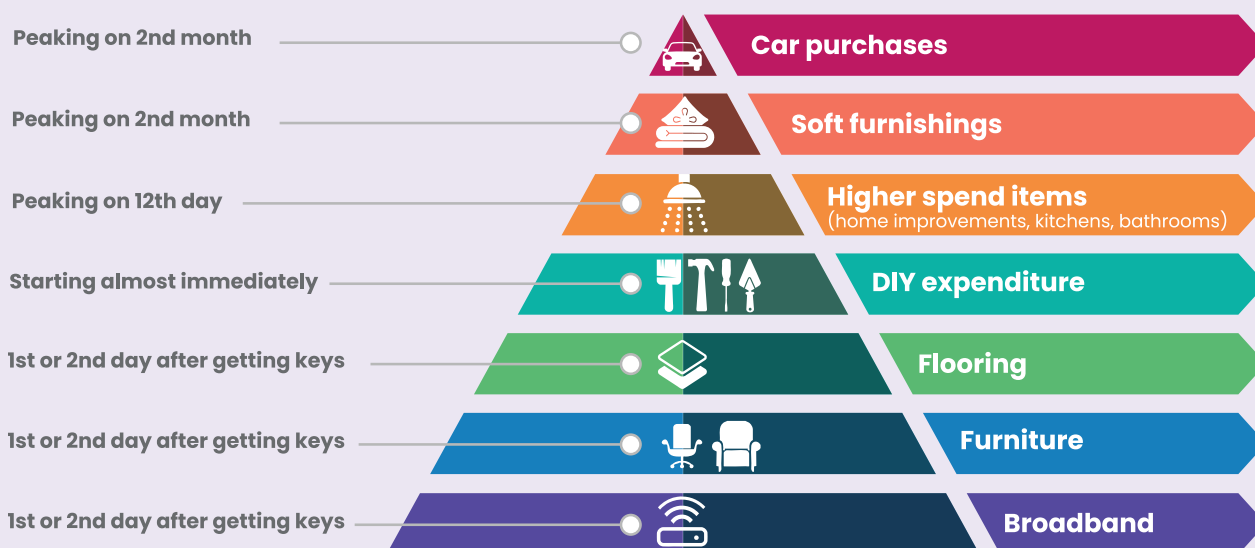 Peaking on 2nd month
Car purchases
Peaking on 2nd month
Soft furnishings
Peaking on 12th day
Higher spend items
(home improvements, kitchens, bathrooms)
Starting almost immediately
DIY expenditure
1st or 2nd day after getting keys
Flooring
1st or 2nd day after getting keys
Furniture
1st or 2nd day after getting keys
Broadband